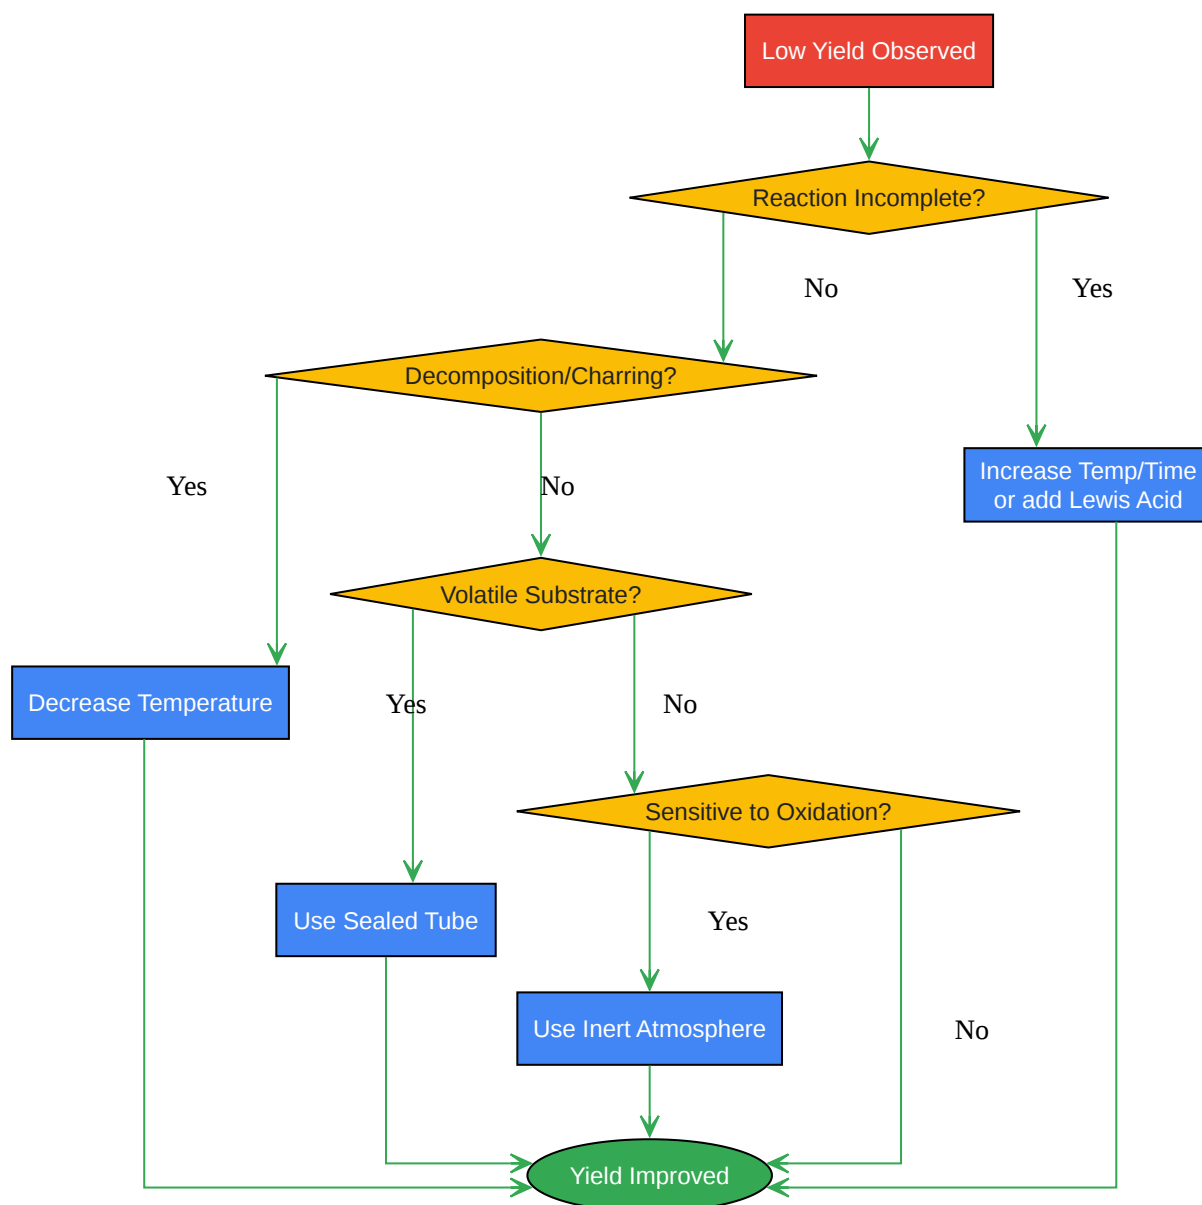 Low Yield Observed
Reaction Incomplete?
No
Yes
Decomposition/Charring?
Yes
No
Increase Temp/Time
or add Lewis Acid
Volatile Substrate?
Decrease Temperature
Yes
No
Sensitive to Oxidation?
Use Sealed Tube
Yes
Use Inert Atmosphere
No
Yield Improved